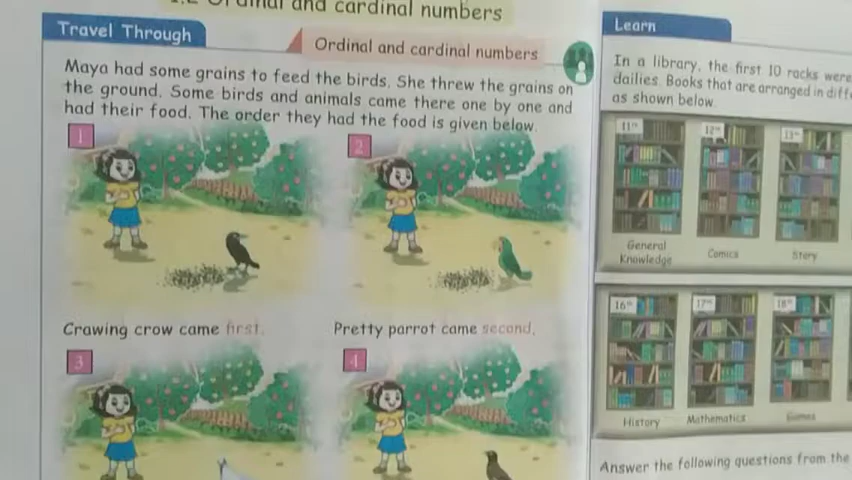 1.2 Ordinal and cardinal numbers
Travel Through
Ordinal and cardinal numbers
Maya had some grains to feed the birds. She threw the grains on
the ground. Some birds and animals came there one by one and
had their food. The order they had the food is given below.
1
2
Crawing crow came first.
Pretty parrot came second.
3
4
Learn
In a library, the first 10 racks were
dailies. Books that are arranged in
as shown below.
11th
12th
13th
General
Knowledge
Comics
Story
16th
17th
18th
History
Mathematics
Games
Answer the following questions from the